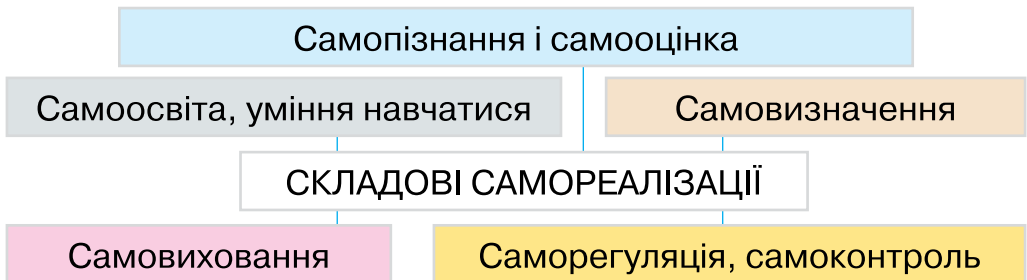 Самопізнання і самооцінка
Самоосвіта, уміння навчатися
Самовизначення
СКЛАДОВІ САМОРЕАЛІЗАЦІЇ
Самовиховання
Саморегуляція, самоконтроль